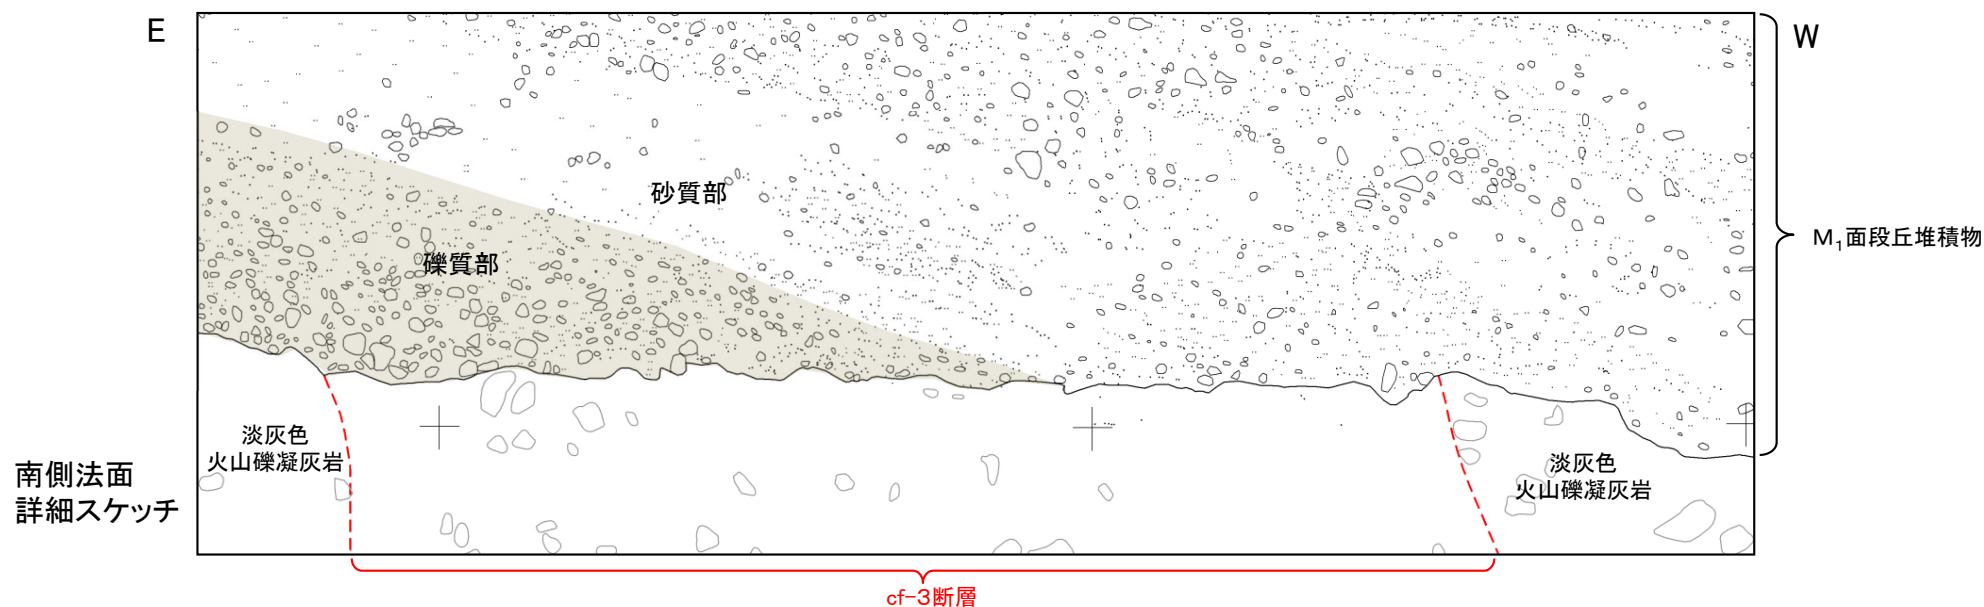 E
W
砂質部
礫質部
M₁面段丘堆積物
淡灰色
火山礫凝灰岩
淡灰色
火山礫凝灰岩
南側法面
詳細スケッチ
cf-3断層